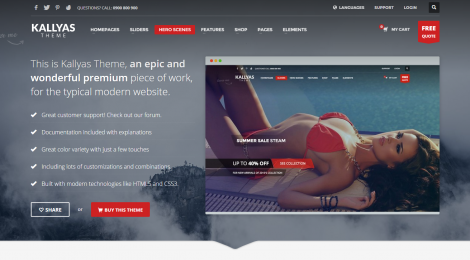 QUESTIONS? CALL: 0900 800 900
LANGUAGES SUPPORT LOGIN
KALLYAS
THEME
HOMEPAGES SLIDERS HERO SCENES FEATURES SHOP PAGES ELEMENTS
MY CART
FREE
QUOTE
This is Kallyas Theme, an epic and
wonderful premium piece of work,
for the typical modern website.
Great customer support! Check out our forum.
Documentation included with explanations
Great color variety with just a few touches
Including lots of customizations and combinations
Built with modern technologies like HTML5 and CSS3.
SHARE or BUY THIS THEME
KALLYAS
SUMMER SALE STEAM
UP TO 40% OFF SEE COLLECTION